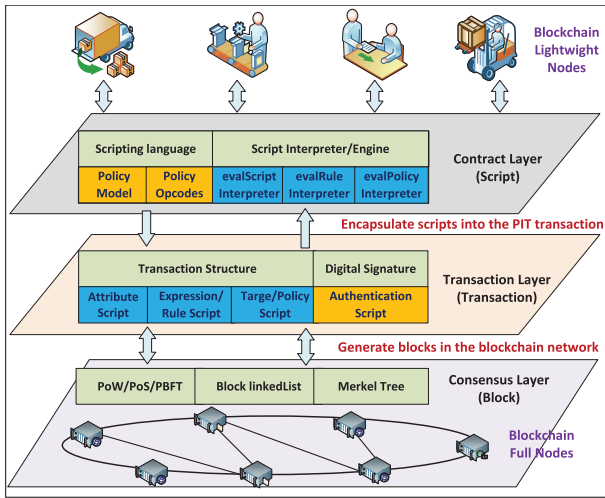 Blockchain
Lightwight
Nodes
Scripting language
Script Interpreter/Engine
Policy
Model
Policy
Opcodes
evalScript
Interpreter
evalRule
Interpreter
evalPolicy
Interpreter
Contract Layer
(Script)
Encapsulate scripts into the PIT transaction
Transaction Structure
Digital Signature
Attribute
Script
Expression/
Rule Script
Targe/Policy
Script
Authentication
Script
Transaction Layer
(Transaction)
Generate blocks in the blockchain network
PoW/PoS/PBFT
Block linkedList
Merkel Tree
Consensus Layer
(Block)
Blockchain
Full Nodes